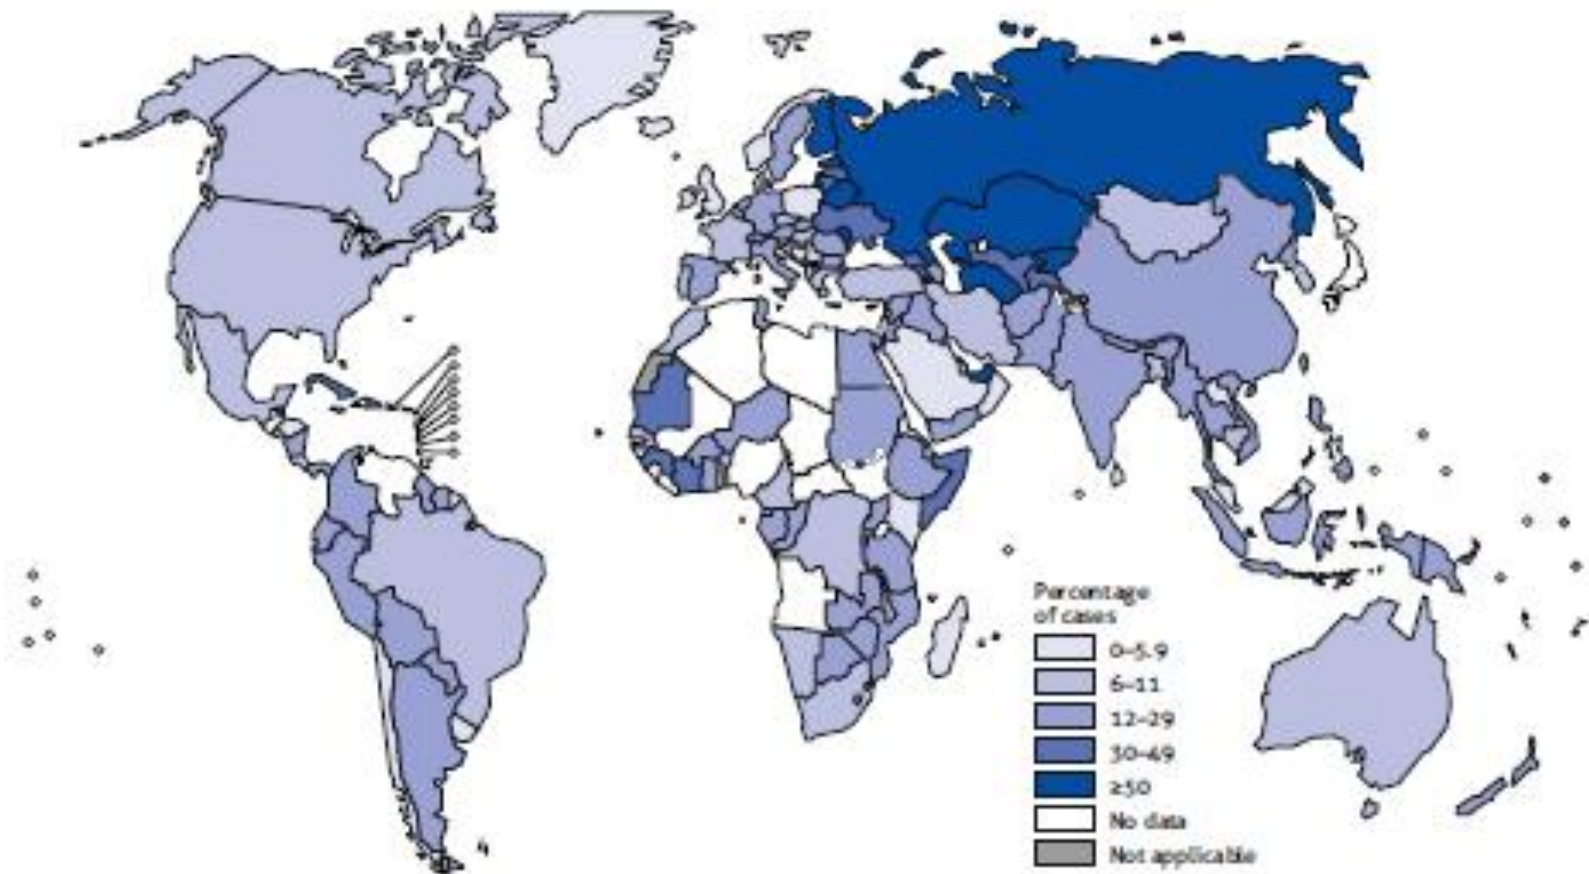 Percentage
of cases
0–5.9
6–11
12–29
30–49
≥50
No data
Not applicable